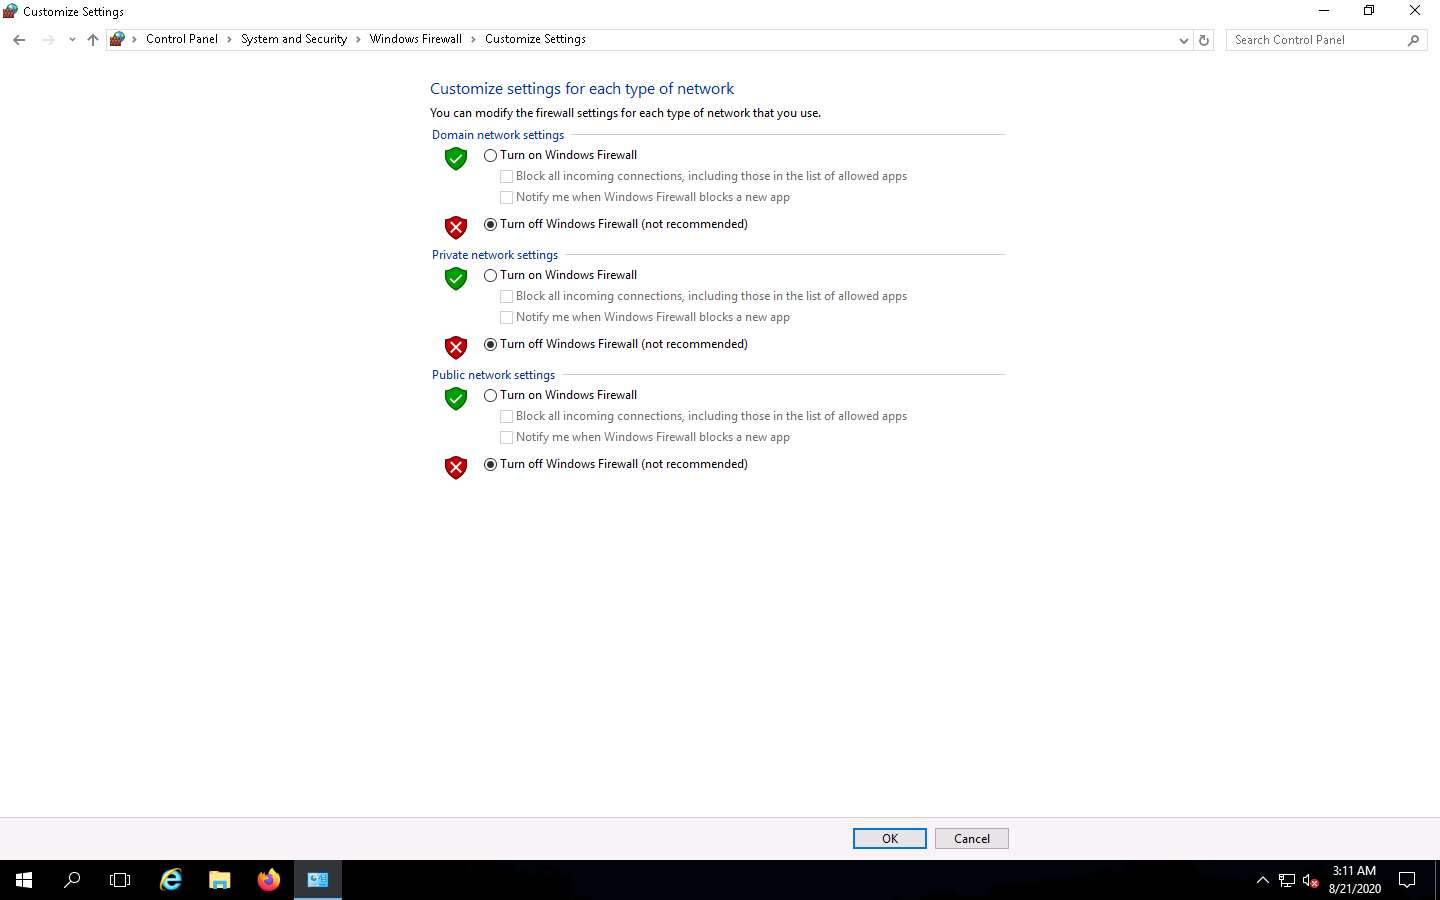 Customize Settings
Control Panel
System and Security
Windows Firewall
Customize Settings
Search Control Panel
Customize settings for each type of network
You can modify the firewall settings for each type of network that you use.
Domain network settings
Turn on Windows Firewall
Block all incoming connections, including those in the list of allowed apps
Notify me when Windows Firewall blocks a new app
Turn off Windows Firewall (not recommended)
Private network settings
Turn on Windows Firewall
Block all incoming connections, including those in the list of allowed apps
Notify me when Windows Firewall blocks a new app
Turn off Windows Firewall (not recommended)
Public network settings
Turn on Windows Firewall
Block all incoming connections, including those in the list of allowed apps
Notify me when Windows Firewall blocks a new app
Turn off Windows Firewall (not recommended)
OK
Cancel
3:11 AM
8/21/2020